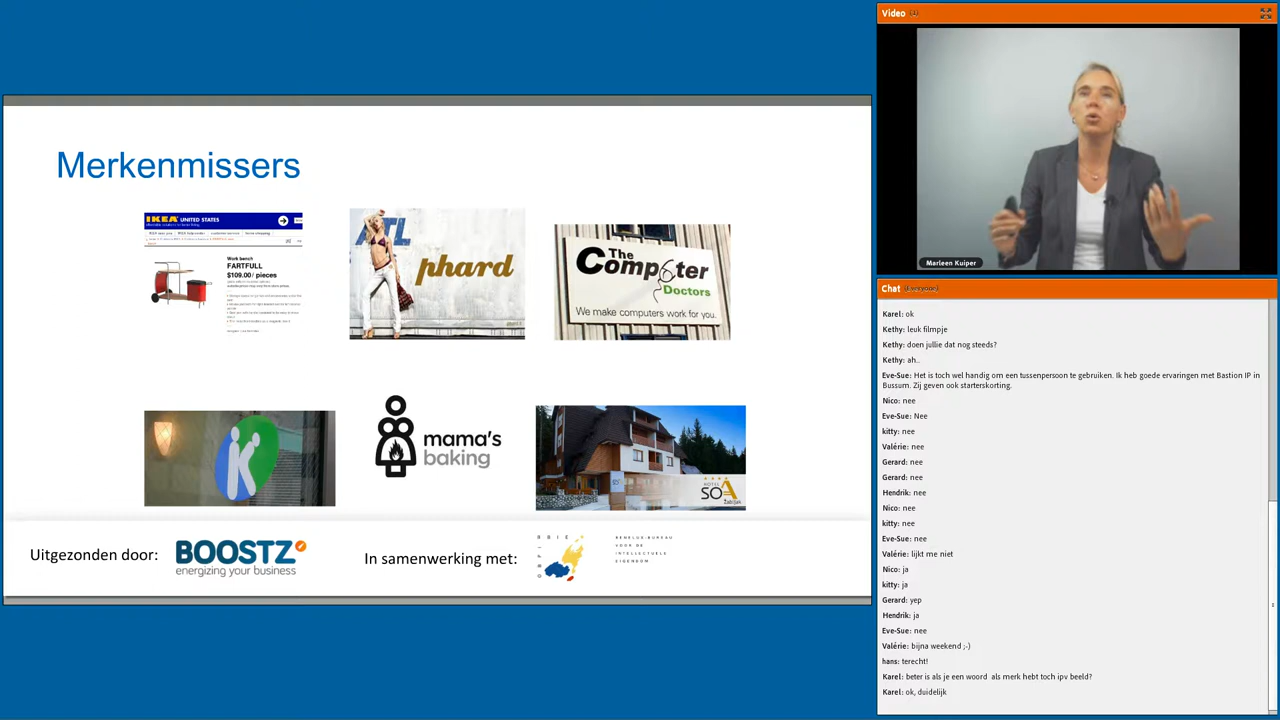 Merkenmissers
IKEA UNITED STATES
Work bench
FARTFULL
$109.00/ pieces
ATL
phard
The
Computer
Doctors
We make computers work for you.
K
mama's
baking
HOTEL
SOA
Uitgezonden door:
BOOSTZ
energizing your business
In samenwerking met:
BENELUX-BUREAU
VOOR DE
INTELLECTUELE
EIGENDOM
Video
Marleen Kuiper
Chat (Everyone)
Karel: ok
Kethy: leuk filmpje
Kethy: doen jullie dat nog steeds?
Kethy: ah..
Eve-Sue: Het is toch wel handig om een tussenpersoon te gebruiken. Ik heb goede ervaringen met Bastion IP in
Bussum. Zij geven ook starterskorting.
Nico: nee
Eve-Sue: Nee
kitty: nee
Valérie: nee
Gerard: nee
Gerard: nee
Hendrik: nee
Nico: nee
kitty: nee
Eve-Sue: nee
Valérie: lijkt me niet
Nico: ja
kitty: ja
Gerard: yep
Hendrik: ja
Eve-Sue: nee
Valérie: bijna weekend ;-)
hans: terecht!
Karel: beter is als je een woord als merk hebt toch ipv beeld?
Karel: ok, duidelijk